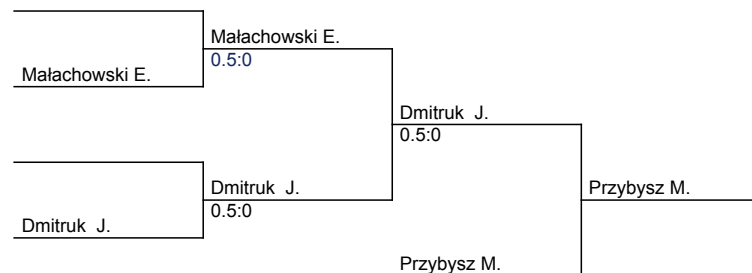 Małachowski E.
Małachowski E.
0.5:0
Dmitruk J.
0.5:0
Dmitruk J.
Przybysz M.
0.5:0
Dmitruk J.
Przybysz M.